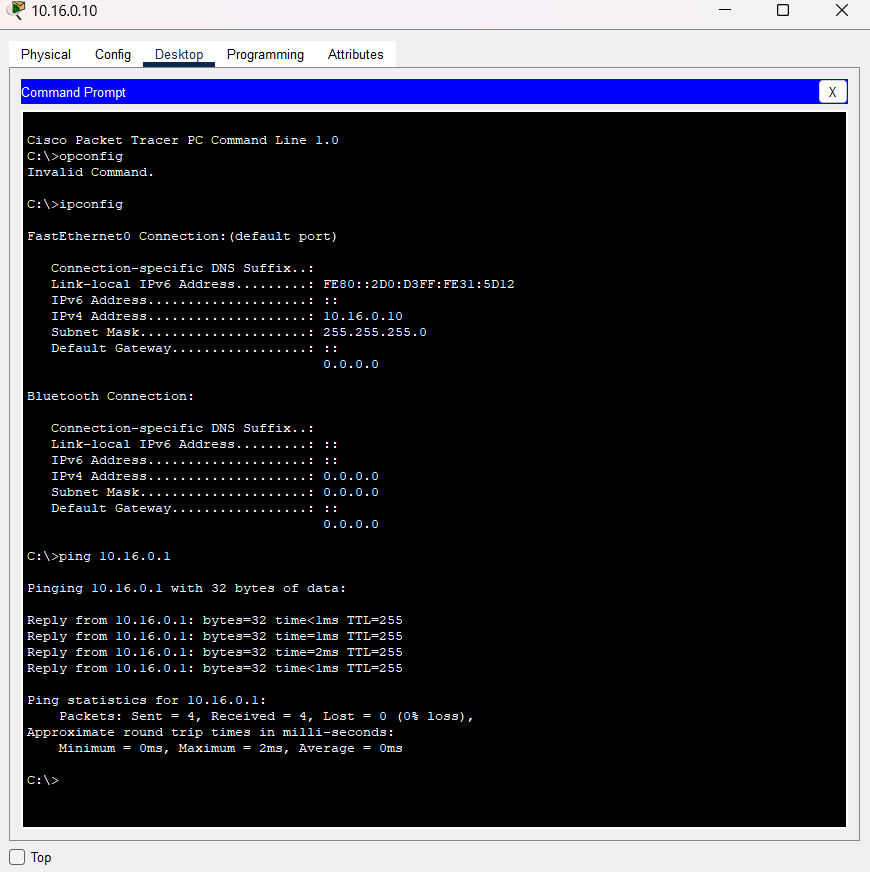 10.16.0.10
Physical Config Desktop Programming Attributes
Command Prompt X
Cisco Packet Tracer PC Command Line 1.0
C:\>opconfig
Invalid Command.
C:\>ipconfig
FastEthernet0 Connection:(default port)
Connection-specific DNS Suffix..:
Link-local IPv6 Address.........: FE80::2D0:D3FF:FE31:5D12
IPv6 Address....................: ::
IPv4 Address....................: 10.16.0.10
Subnet Mask.....................: 255.255.255.0
Default Gateway.................: ::
0.0.0.0
Bluetooth Connection:
Connection-specific DNS Suffix..:
Link-local IPv6 Address.........: ::
IPv6 Address....................: ::
IPv4 Address....................: 0.0.0.0
Subnet Mask.....................: 0.0.0.0
Default Gateway.................: ::
0.0.0.0
C:\>ping 10.16.0.1
Pinging 10.16.0.1 with 32 bytes of data:
Reply from 10.16.0.1: bytes=32 time<1ms TTL=255
Reply from 10.16.0.1: bytes=32 time=1ms TTL=255
Reply from 10.16.0.1: bytes=32 time=2ms TTL=255
Reply from 10.16.0.1: bytes=32 time<1ms TTL=255
Ping statistics for 10.16.0.1:
Packets: Sent = 4, Received = 4, Lost = 0 (0% loss),
Approximate round trip times in milli-seconds:
Minimum = 0ms, Maximum = 2ms, Average = 0ms
C:\>
Top